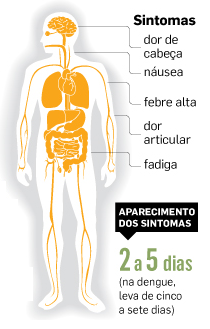 Sintomas
dor de
cabeça
náusea
febre alta
dor
articular
fadiga
APARECIMENTO
DOS SINTOMAS
2 a 5 dias
(na dengue,
leva de cinco
a sete dias)